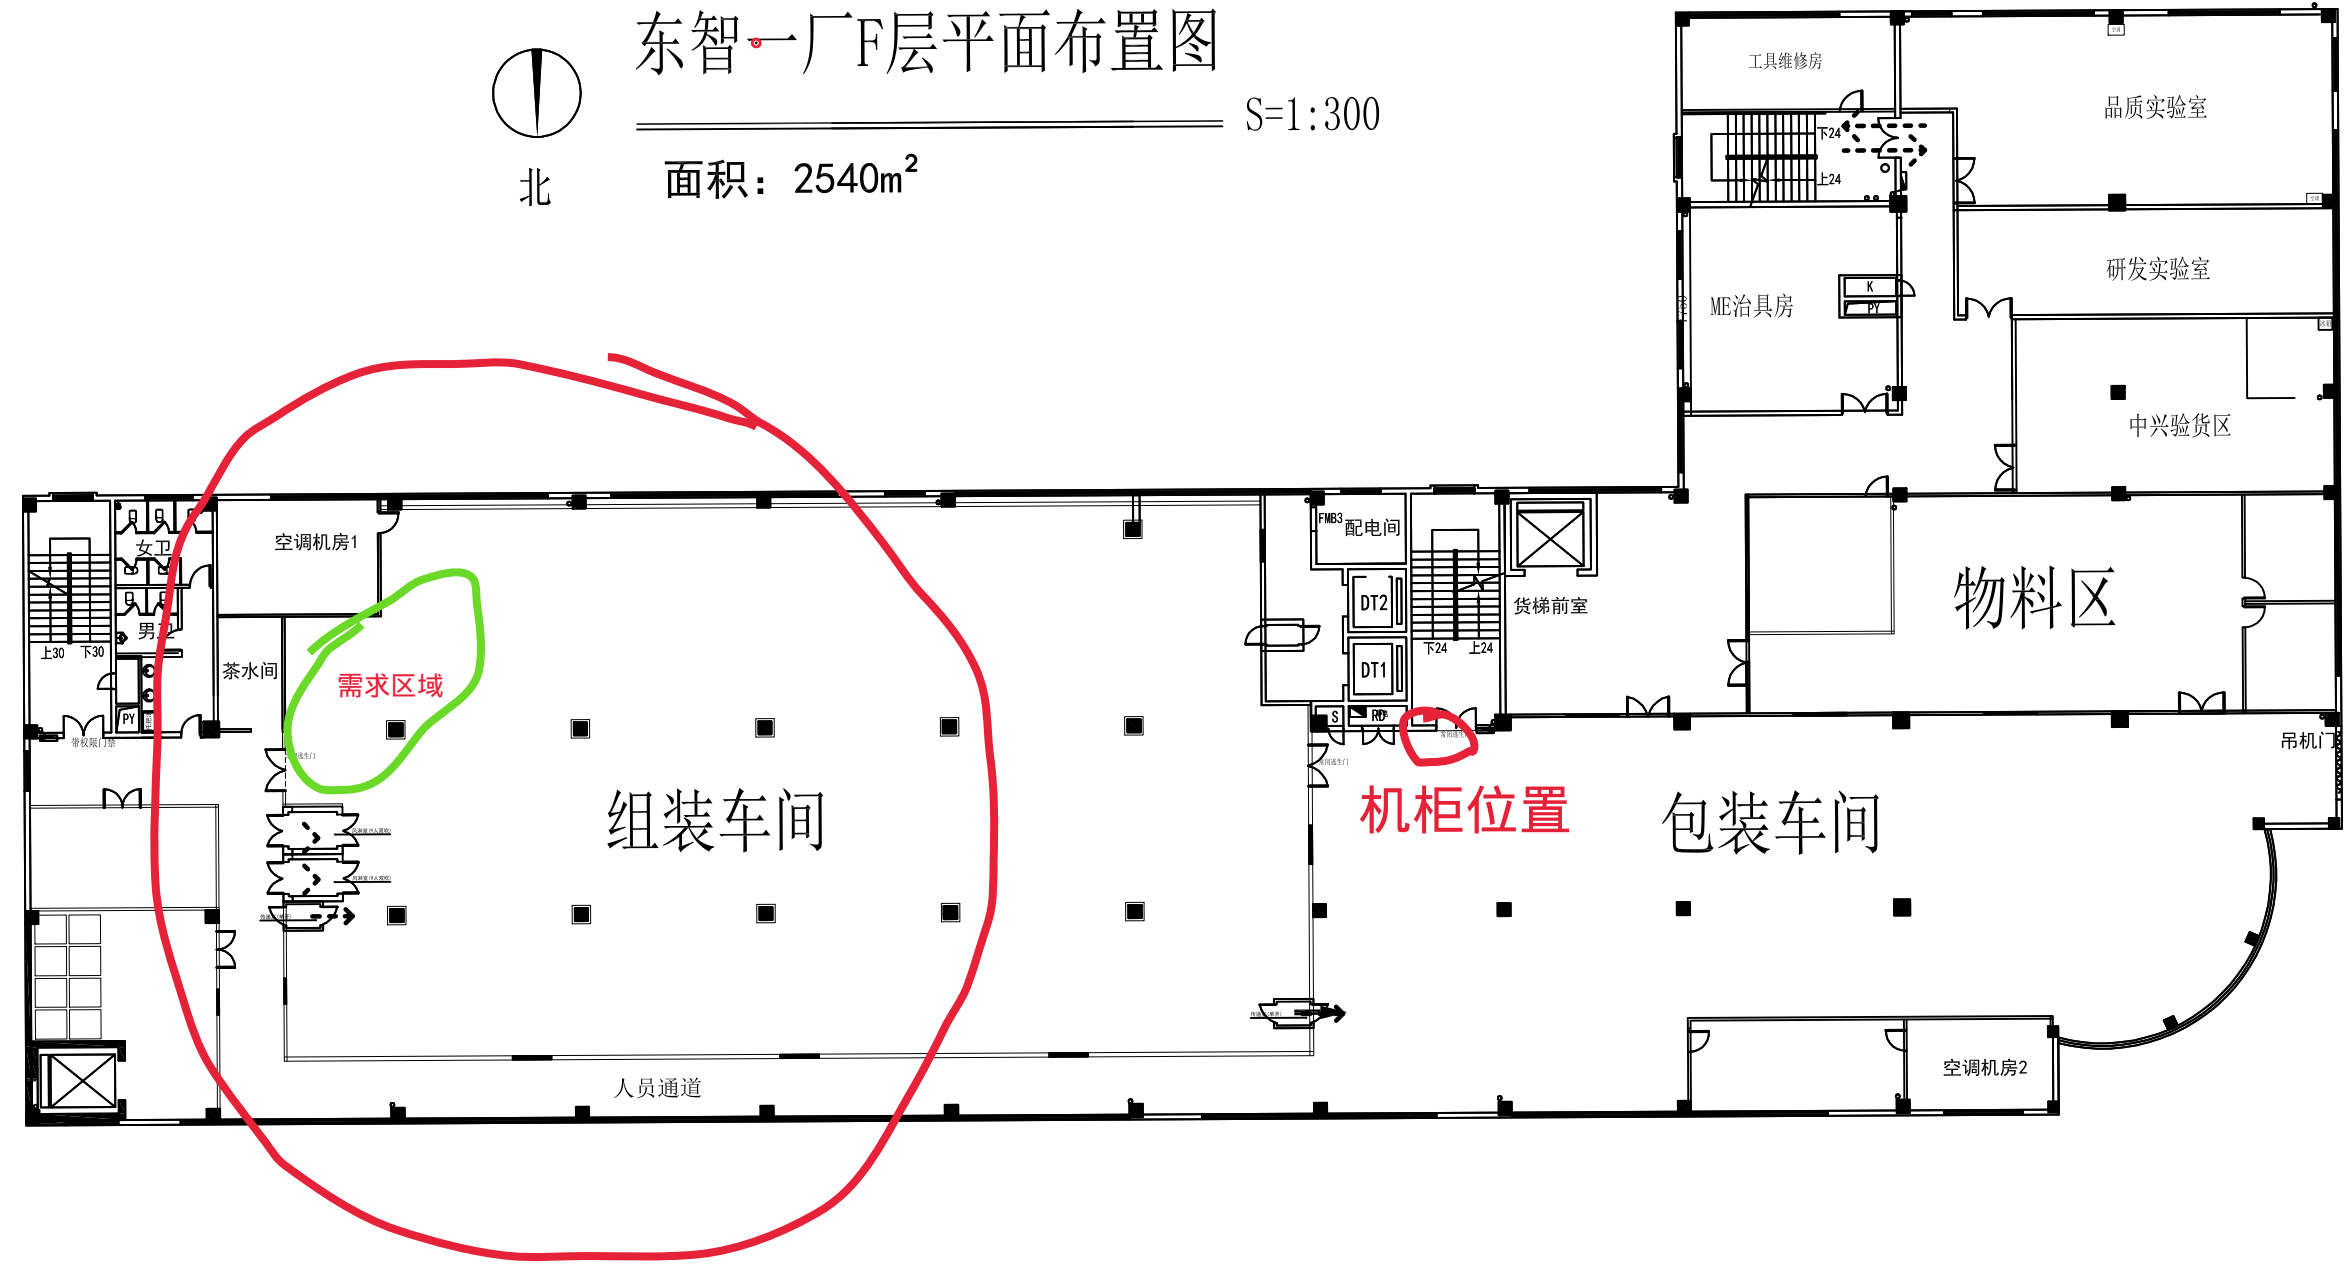 东智一厂F层平面布置图
S=1:300
北
面积：2540m²
工具维修房
品质实验室
下24
上24
研发实验室
ME治具房
K
PY
中兴验货区
空调机房1
女卫
男卫
上30
下30
茶水间
需求区域
PY
带权限门禁
FMB3
配电间
DT2
DT1
下24
上24
货梯前室
物料区
S
RD
吊机门
组装车间
机柜位置
包装车间
人员通道
空调机房2